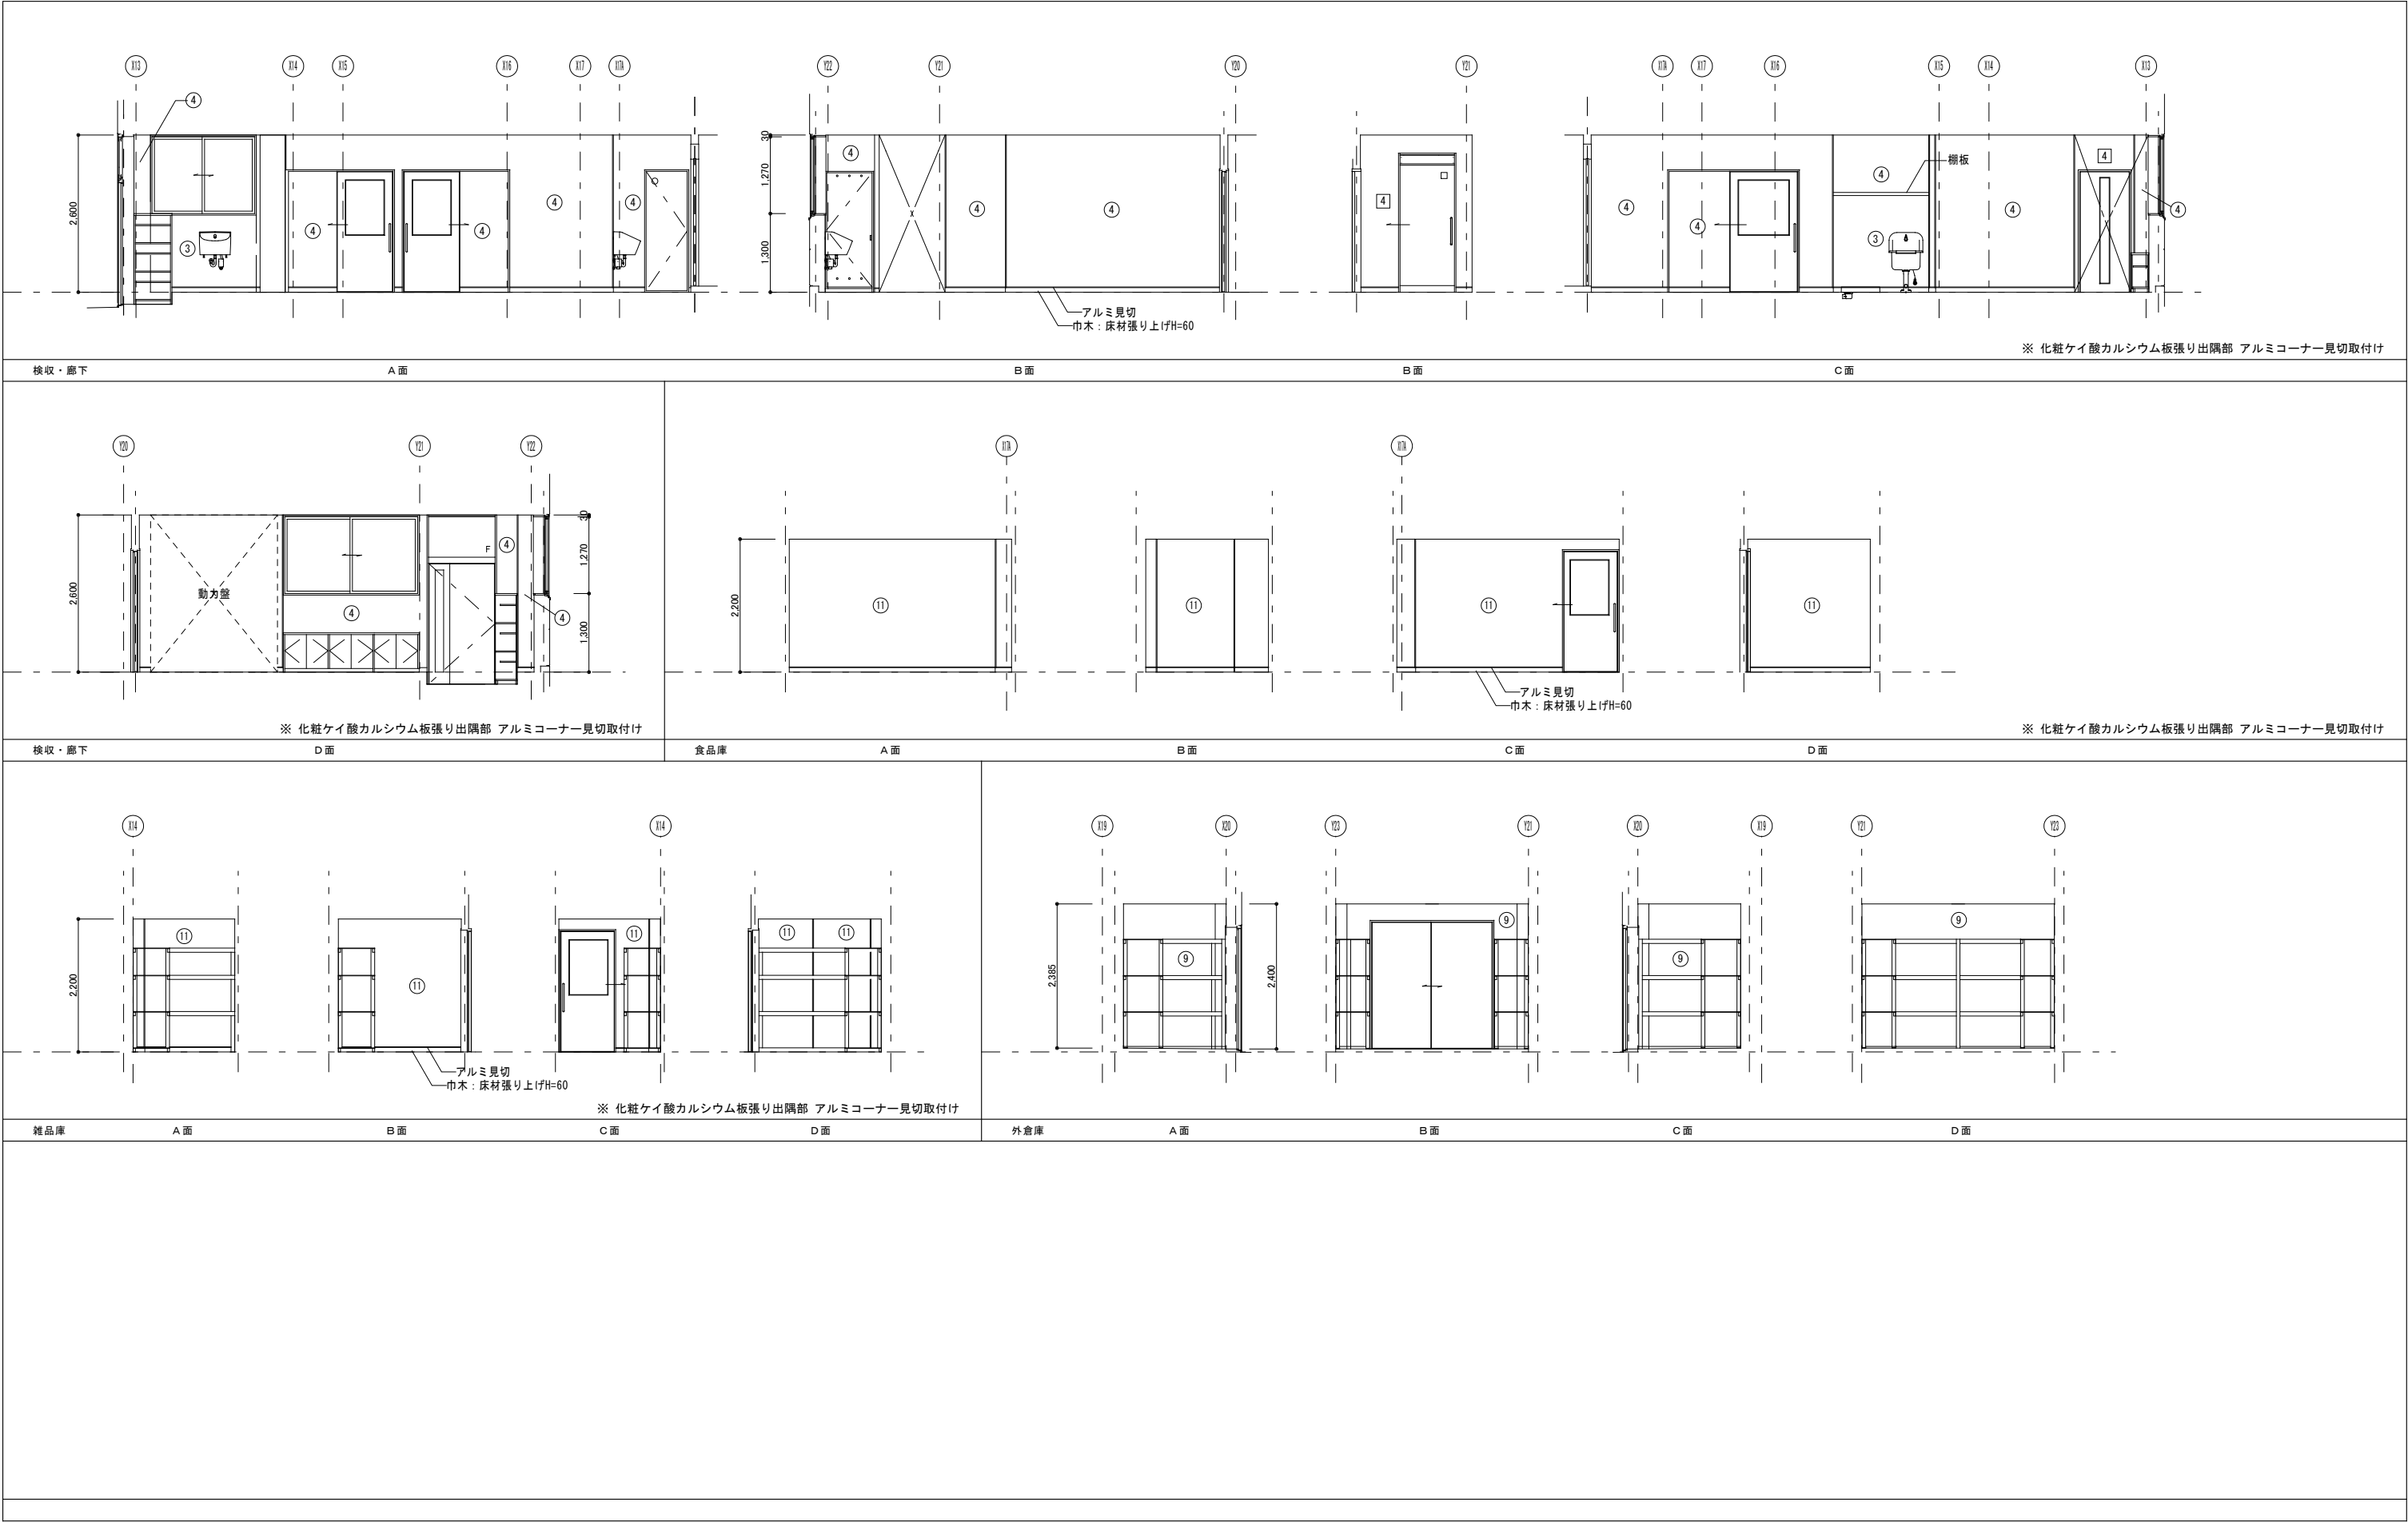 X13 X14 X15 X16 X17 X17A Y22 Y21 Y20 Y21 X17A X17 X16 X15 X14 X13
4
2,600
3
4
4
4
4
30
1,270
1,300
4
4
4
アルミ見切
巾木：床材張り上げH=60
4
4
4
4
棚板
3
4
4
4
※ 化粧ケイ酸カルシウム板張り出隅部 アルミコーナー見切取付け
検収・廊下 A面 B面 B面 C面
Y20 Y21 Y22 X17A X17A
2,600
動力盤
4
F
4
4
30
1,270
1,300
2,200
11
11
11
11
アルミ見切
巾木：床材張り上げH=60
※ 化粧ケイ酸カルシウム板張り出隅部 アルミコーナー見切取付け
※ 化粧ケイ酸カルシウム板張り出隅部 アルミコーナー見切取付け
検収・廊下 D面 食品庫 A面 B面 C面 D面
X14 X14 X19 X20 Y23 Y21 X20 X19 Y21 Y23
2,200
11
11
11
11
11
アルミ見切
巾木：床材張り上げH=60
2,385
9
2,400
9
9
9
※ 化粧ケイ酸カルシウム板張り出隅部 アルミコーナー見切取付け
雑品庫 A面 B面 C面 D面 外倉庫 A面 B面 C面 D面